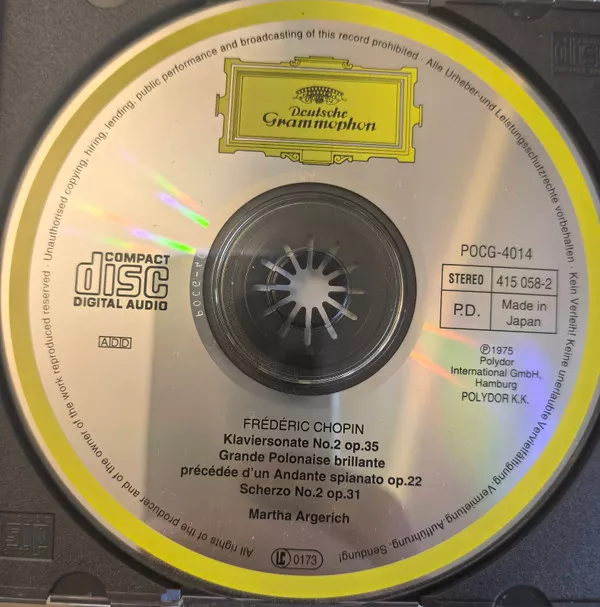 Deutsche
Grammophon
COMPACT
disc
DIGITAL AUDIO
ADD
POCG-4014
STEREO 415 058-2
P.D. Made in
Japan
Ⓟ1975
Polydor
International GmbH,
Hamburg
POLYDOR K.K.
FRÉDÉRIC CHOPIN
Klaviersonate No.2 op.35
Grande Polonaise brillante
précédée d'un Andante spianato op.22
Scherzo No.2 op.31
Martha Argerich
LC 0173
All rights of the producer and of the owner of the work reproduced reserved · Unauthorised copying, hiring, lending, public performance and broadcasting of this record prohibited · Alle Urheber-und Leistungsschutzrechte vorbehalten · Kein Verleih! Keine unerlaubte Vervielfältigung, Vermietung, Aufführung, Sendung!